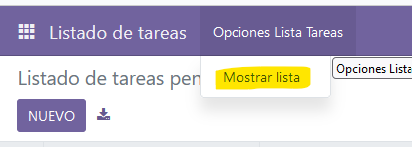 Listado de tareas Opciones Lista Tareas
Mostrar lista
Opciones Lista
Listado de tareas pen
NUEVO